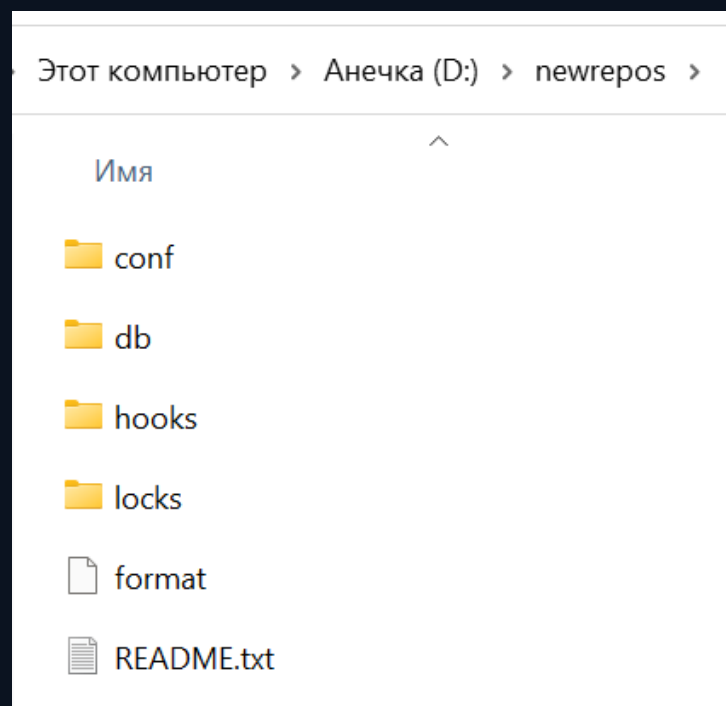 Этот компьютер > Анечка (D:) > newrepos >
Имя
conf
db
hooks
locks
format
README.txt